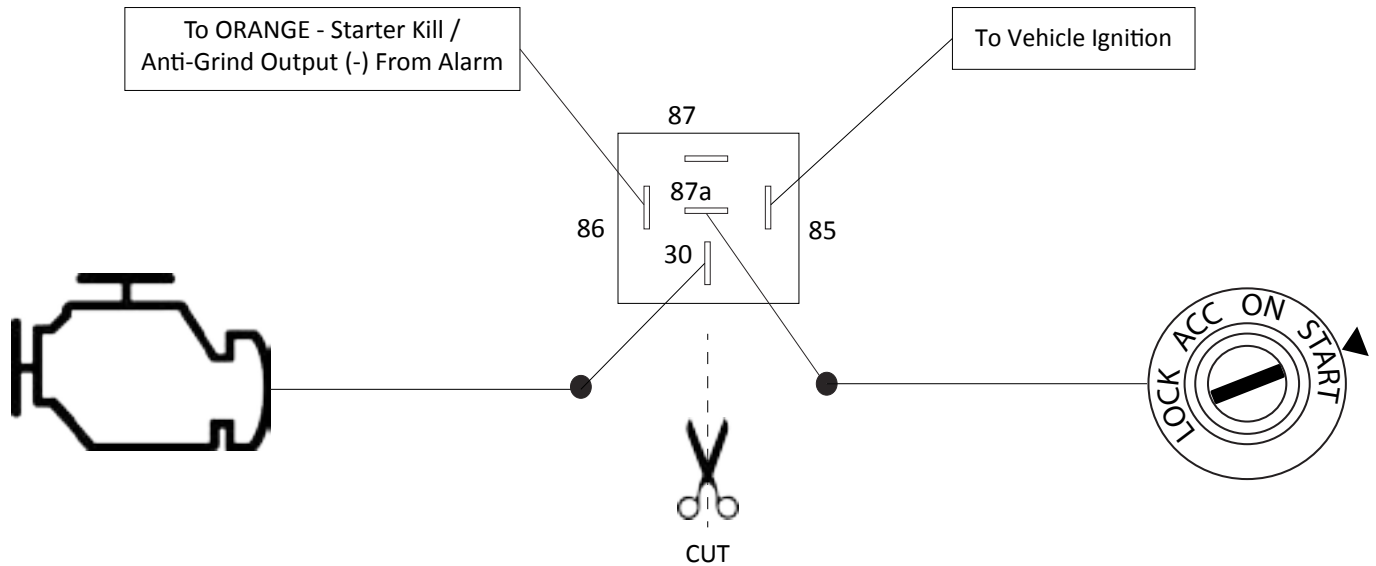 To ORANGE - Starter Kill /
Anti-Grind Output (-) From Alarm
To Vehicle Ignition
87
87a
86
85
30
LOCK ACC ON START
CUT